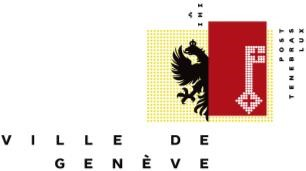 POST
TENEBRAS
LUX
VILLE DE
GENÈVE